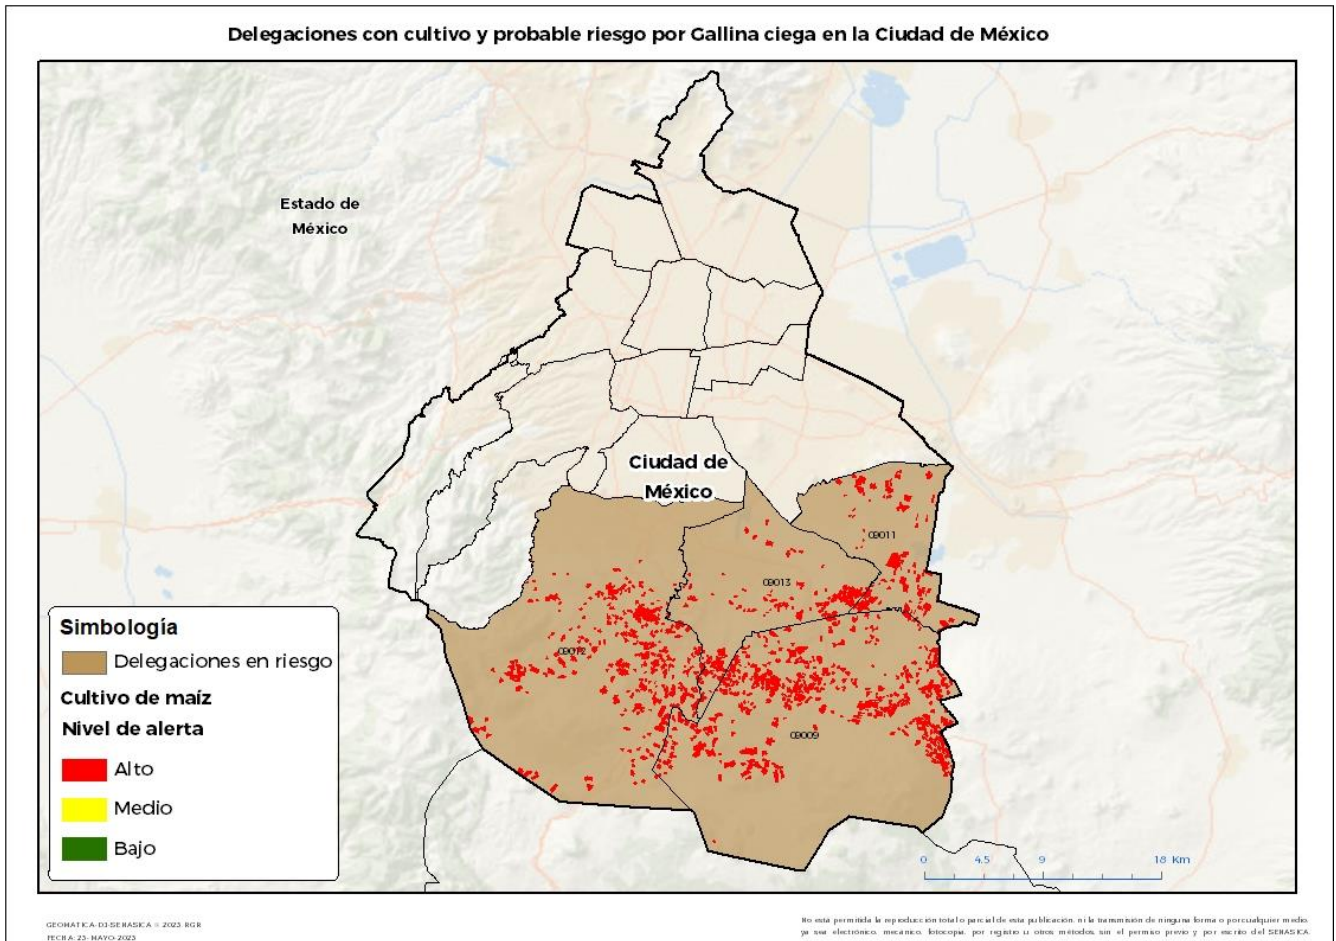 Delegaciones con cultivo y probable riesgo por Gallina ciega en la Ciudad de México
Estado de
México
Ciudad de
México
09011
09013
09012
09009
Simbología
Delegaciones en riesgo
Cultivo de maíz
Nivel de alerta
Alto
Medio
Bajo
0 4.5 9 18 Km
GEOMÁTICA-DJ-SENASICA © 2023 RGR
FECHA: 23-MAYO-2023
No está permitida la reproducción total o parcial de esta publicación, ni la transmisión de ninguna forma o por cualquier medio,
ya sea electrónico, mecánico, fotocopia, por registro u otros métodos, sin el permiso previo y por escrito del SENASICA.